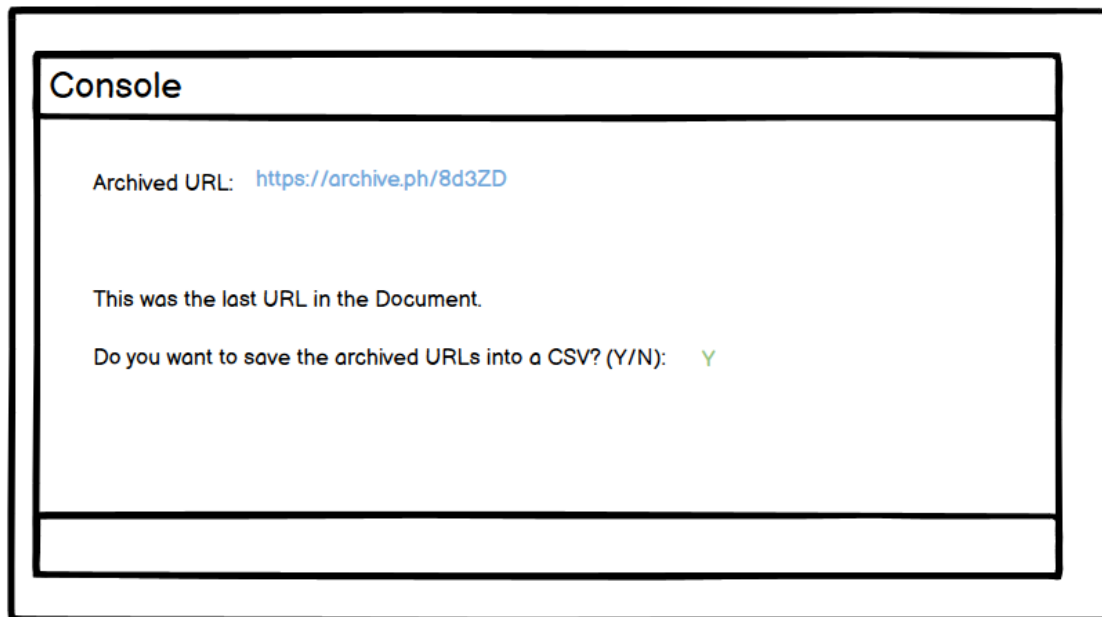 Console
Archived URL: https://archive.ph/8d3ZD
This was the last URL in the Document.
Do you want to save the archived URLs into a CSV? (Y/N): Y